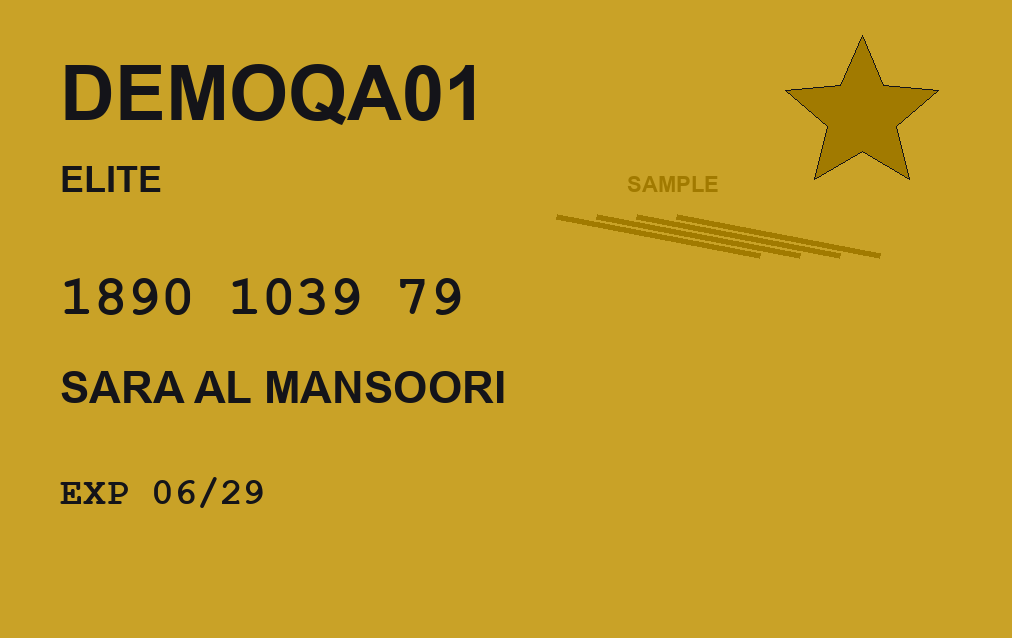 DEMOQA01
ELITE
SAMPLE
1890 1039 79
SARA AL MANSOORI
EXP 06/29